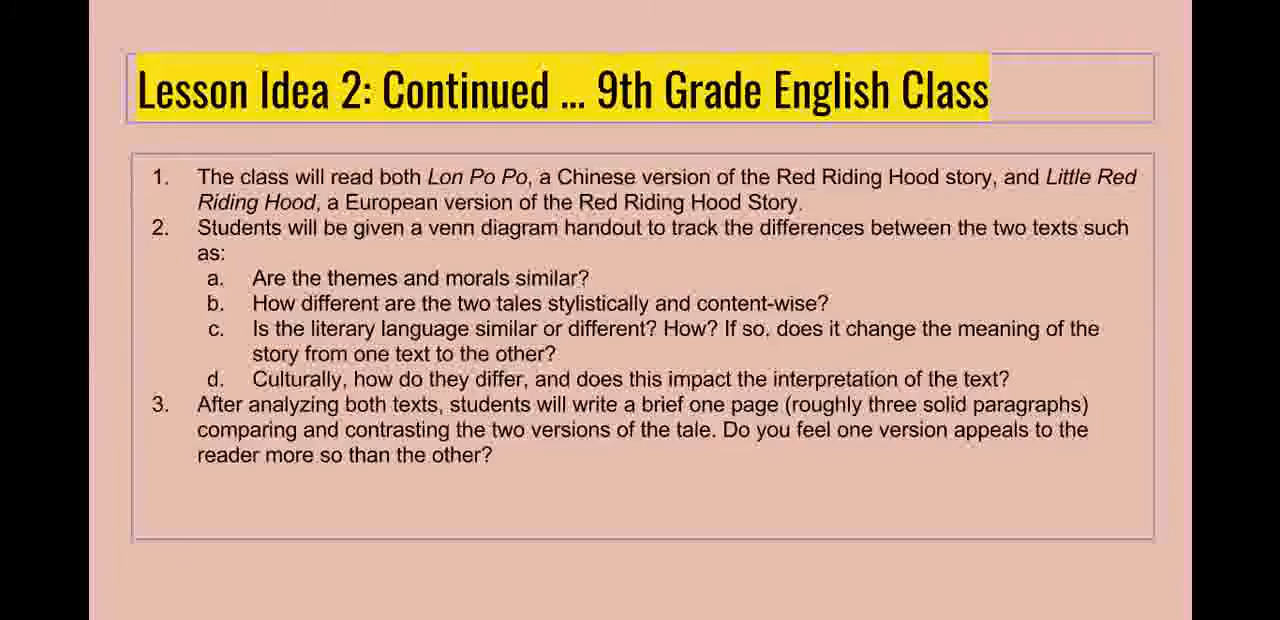 Lesson Idea 2: Continued ... 9th Grade English Class
1. The class will read both Lon Po Po, a Chinese version of the Red Riding Hood story, and Little Red
Riding Hood, a European version of the Red Riding Hood Story.
2. Students will be given a venn diagram handout to track the differences between the two texts such
as:
a. Are the themes and morals similar?
b. How different are the two tales stylistically and content-wise?
c. Is the literary language similar or different? How? If so, does it change the meaning of the
story from one text to the other?
d. Culturally, how do they differ, and does this impact the interpretation of the text?
3. After analyzing both texts, students will write a brief one page (roughly three solid paragraphs)
comparing and contrasting the two versions of the tale. Do you feel one version appeals to the
reader more so than the other?